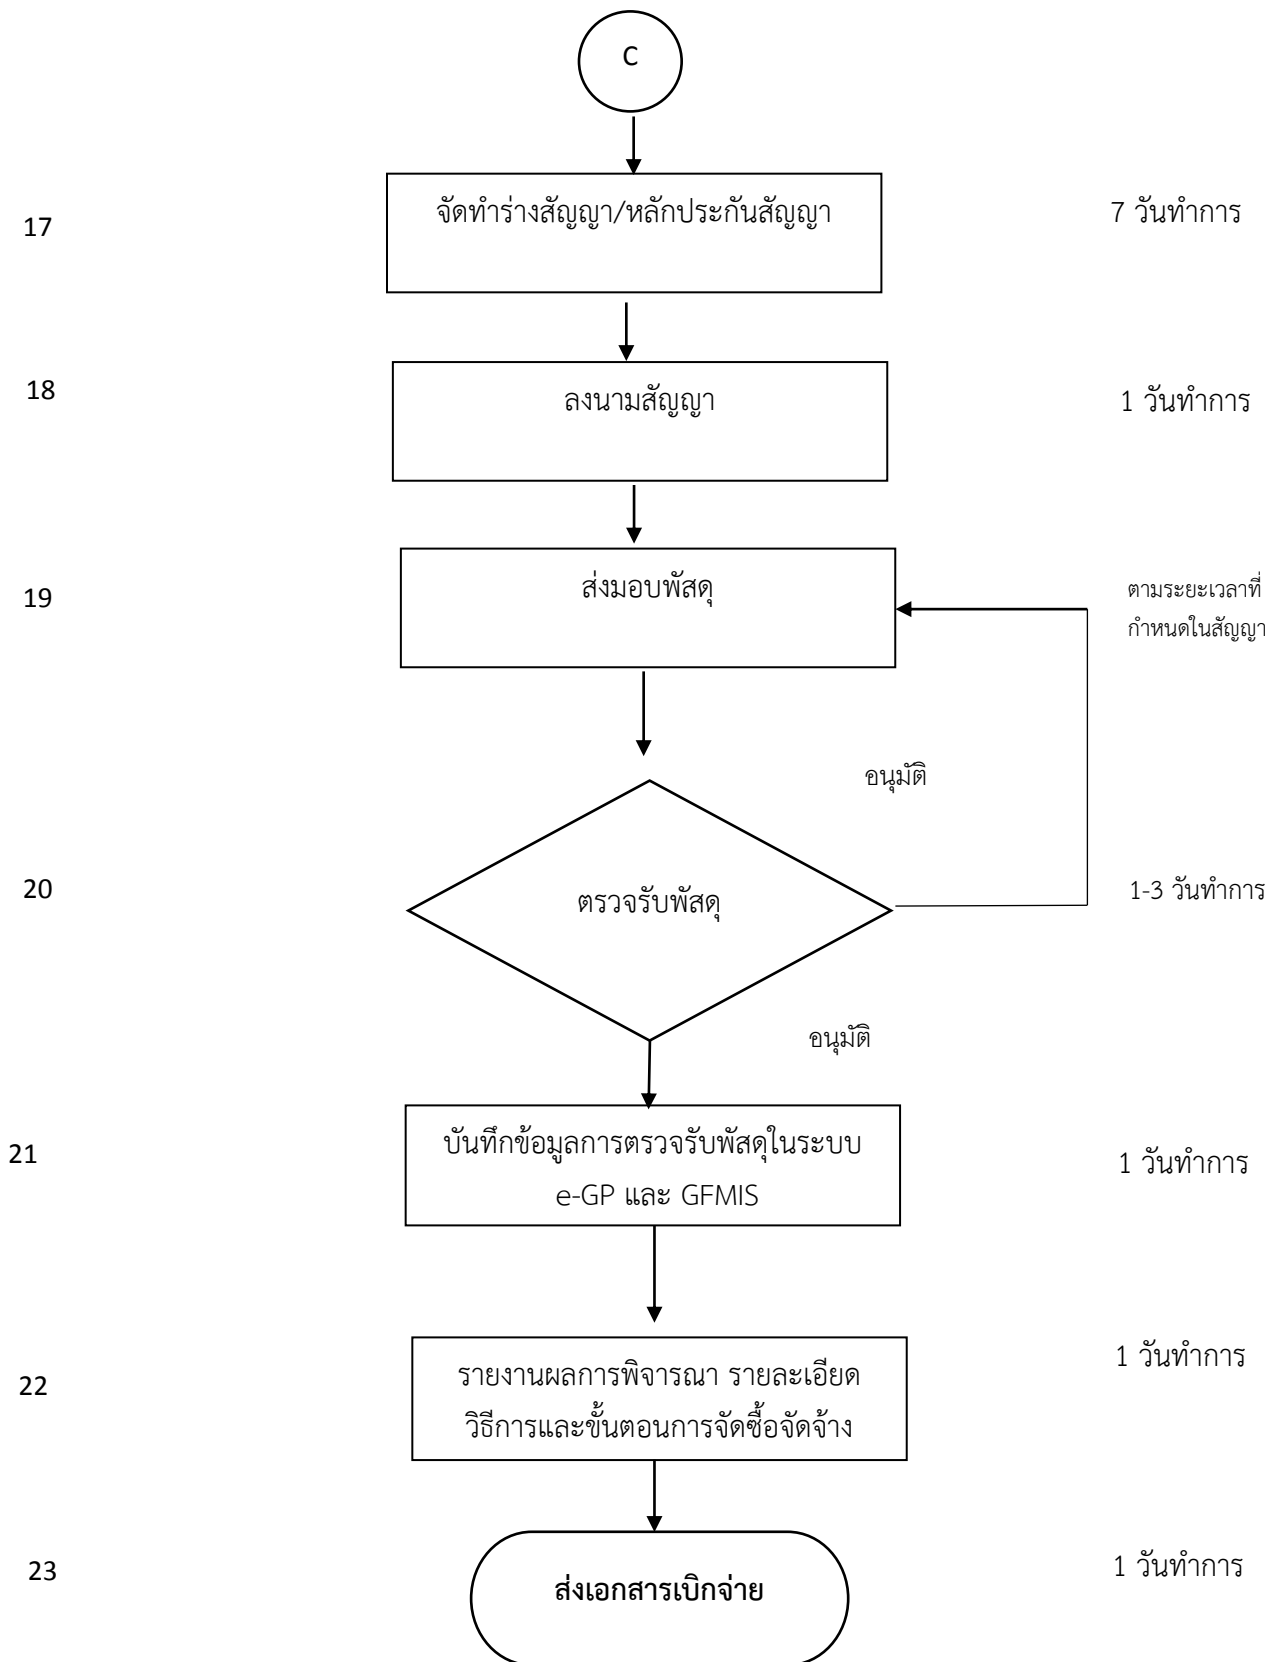 C
17
จัดทำร่างสัญญา/หลักประกันสัญญา
7 วันทำการ
18
ลงนามสัญญา
1 วันทำการ
19
ส่งมอบพัสดุ
ตามระยะเวลาที่
กำหนดในสัญญา
อนุมัติ
20
ตรวจรับพัสดุ
1-3 วันทำการ
อนุมัติ
21
บันทึกข้อมูลการตรวจรับพัสดุในระบบ
e-GP และ GFMIS
1 วันทำการ
22
รายงานผลการพิจารณา รายละเอียด
วิธีการและขั้นตอนการจัดซื้อจัดจ้าง
1 วันทำการ
23
ส่งเอกสารเบิกจ่าย
1 วันทำการ